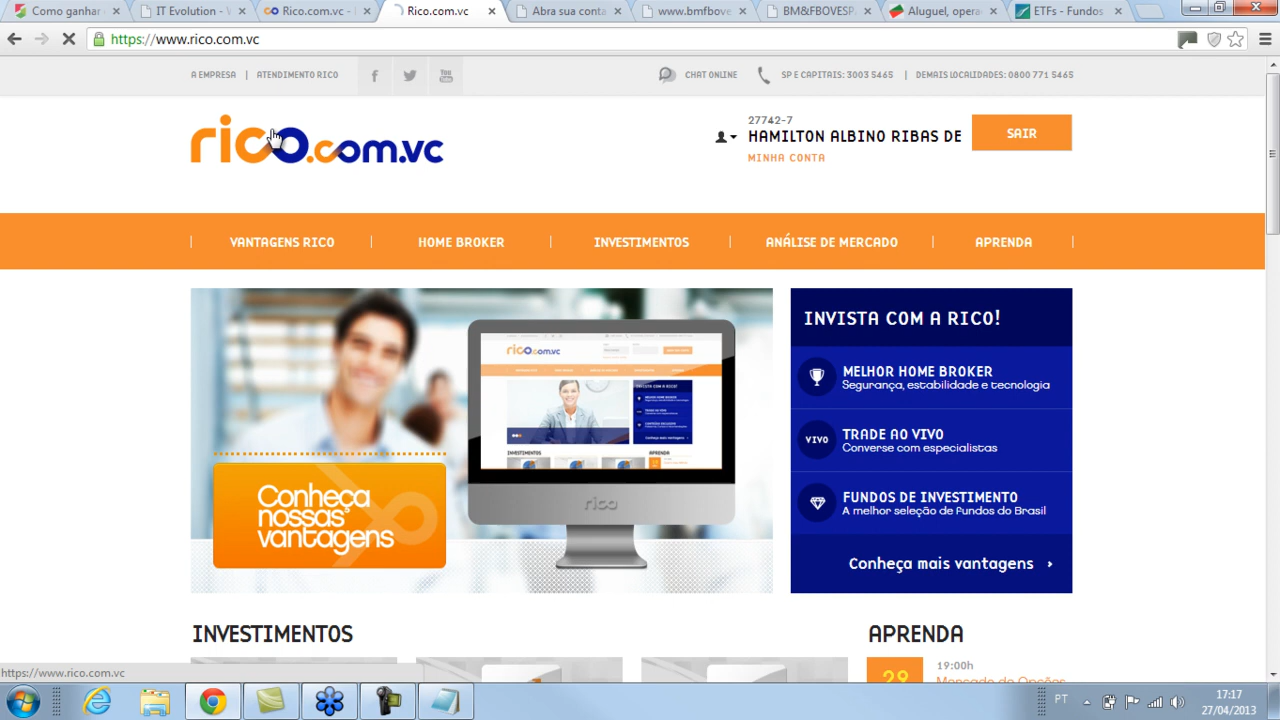 Como ganhar
IT Evolution - V
Rico.com.vc -
Rico.com.vc
Abra sua conta
www.bmfbove
BM&FBOVESP
Aluguel, opera
ETFs - Fundos
https://www.rico.com.vc
A EMPRESA | ATENDIMENTO RICO
CHAT ONLINE
SP E CAPITAIS: 3003 5465 | DEMAIS LOCALIDADES: 0800 771 5465
rico.com.vc
27742-7
HAMILTON ALBINO RIBAS DE
MINHA CONTA
SAIR
VANTAGENS RICO
HOME BROKER
INVESTIMENTOS
ANÁLISE DE MERCADO
APRENDA
Conheça
nossas
vantagens
rico.com.vc
INVESTIMENTOS
APRENDA
rico
INVISTA COM A RICO!
MELHOR HOME BROKER
Segurança, estabilidade e tecnologia
VIVO
TRADE AO VIVO
Converse com especialistas
FUNDOS DE INVESTIMENTO
A melhor seleção de Fundos do Brasil
Conheça mais vantagens ›
INVESTIMENTOS
APRENDA
29
19:00h
Mercado de Opções
https://www.rico.com.vc
PT
17:17
27/04/2013